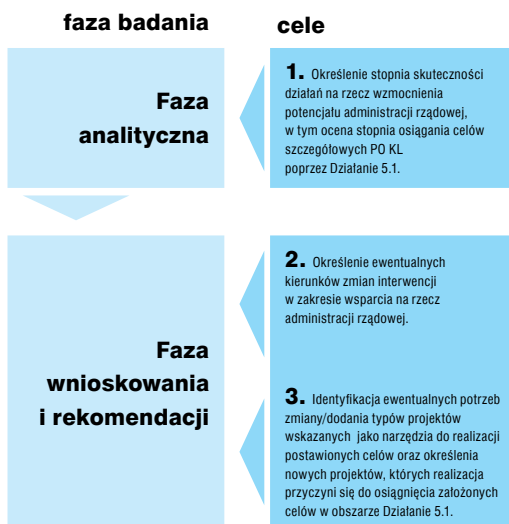 faza badania
cele
Faza
analityczna
1. Określenie stopnia skuteczności
działań na rzecz wzmocnienia
potencjału administracji rządowej,
w tym ocena stopnia osiągania celów
szczegółowych PO KL
poprzez Działanie 5.1.
Faza
wnioskowania
i rekomendacji
2. Określenie ewentualnych
kierunków zmian interwencji
w zakresie wsparcia na rzecz
administracji rządowej.
3. Identyfikacja ewentualnych potrzeb
zmiany/dodania typów projektów
wskazanych jako narzędzia do realizacji
postawionych celów oraz określenia
nowych projektów, których realizacja
przyczyni się do osiągnięcia założonych
celów w obszarze Działanie 5.1.